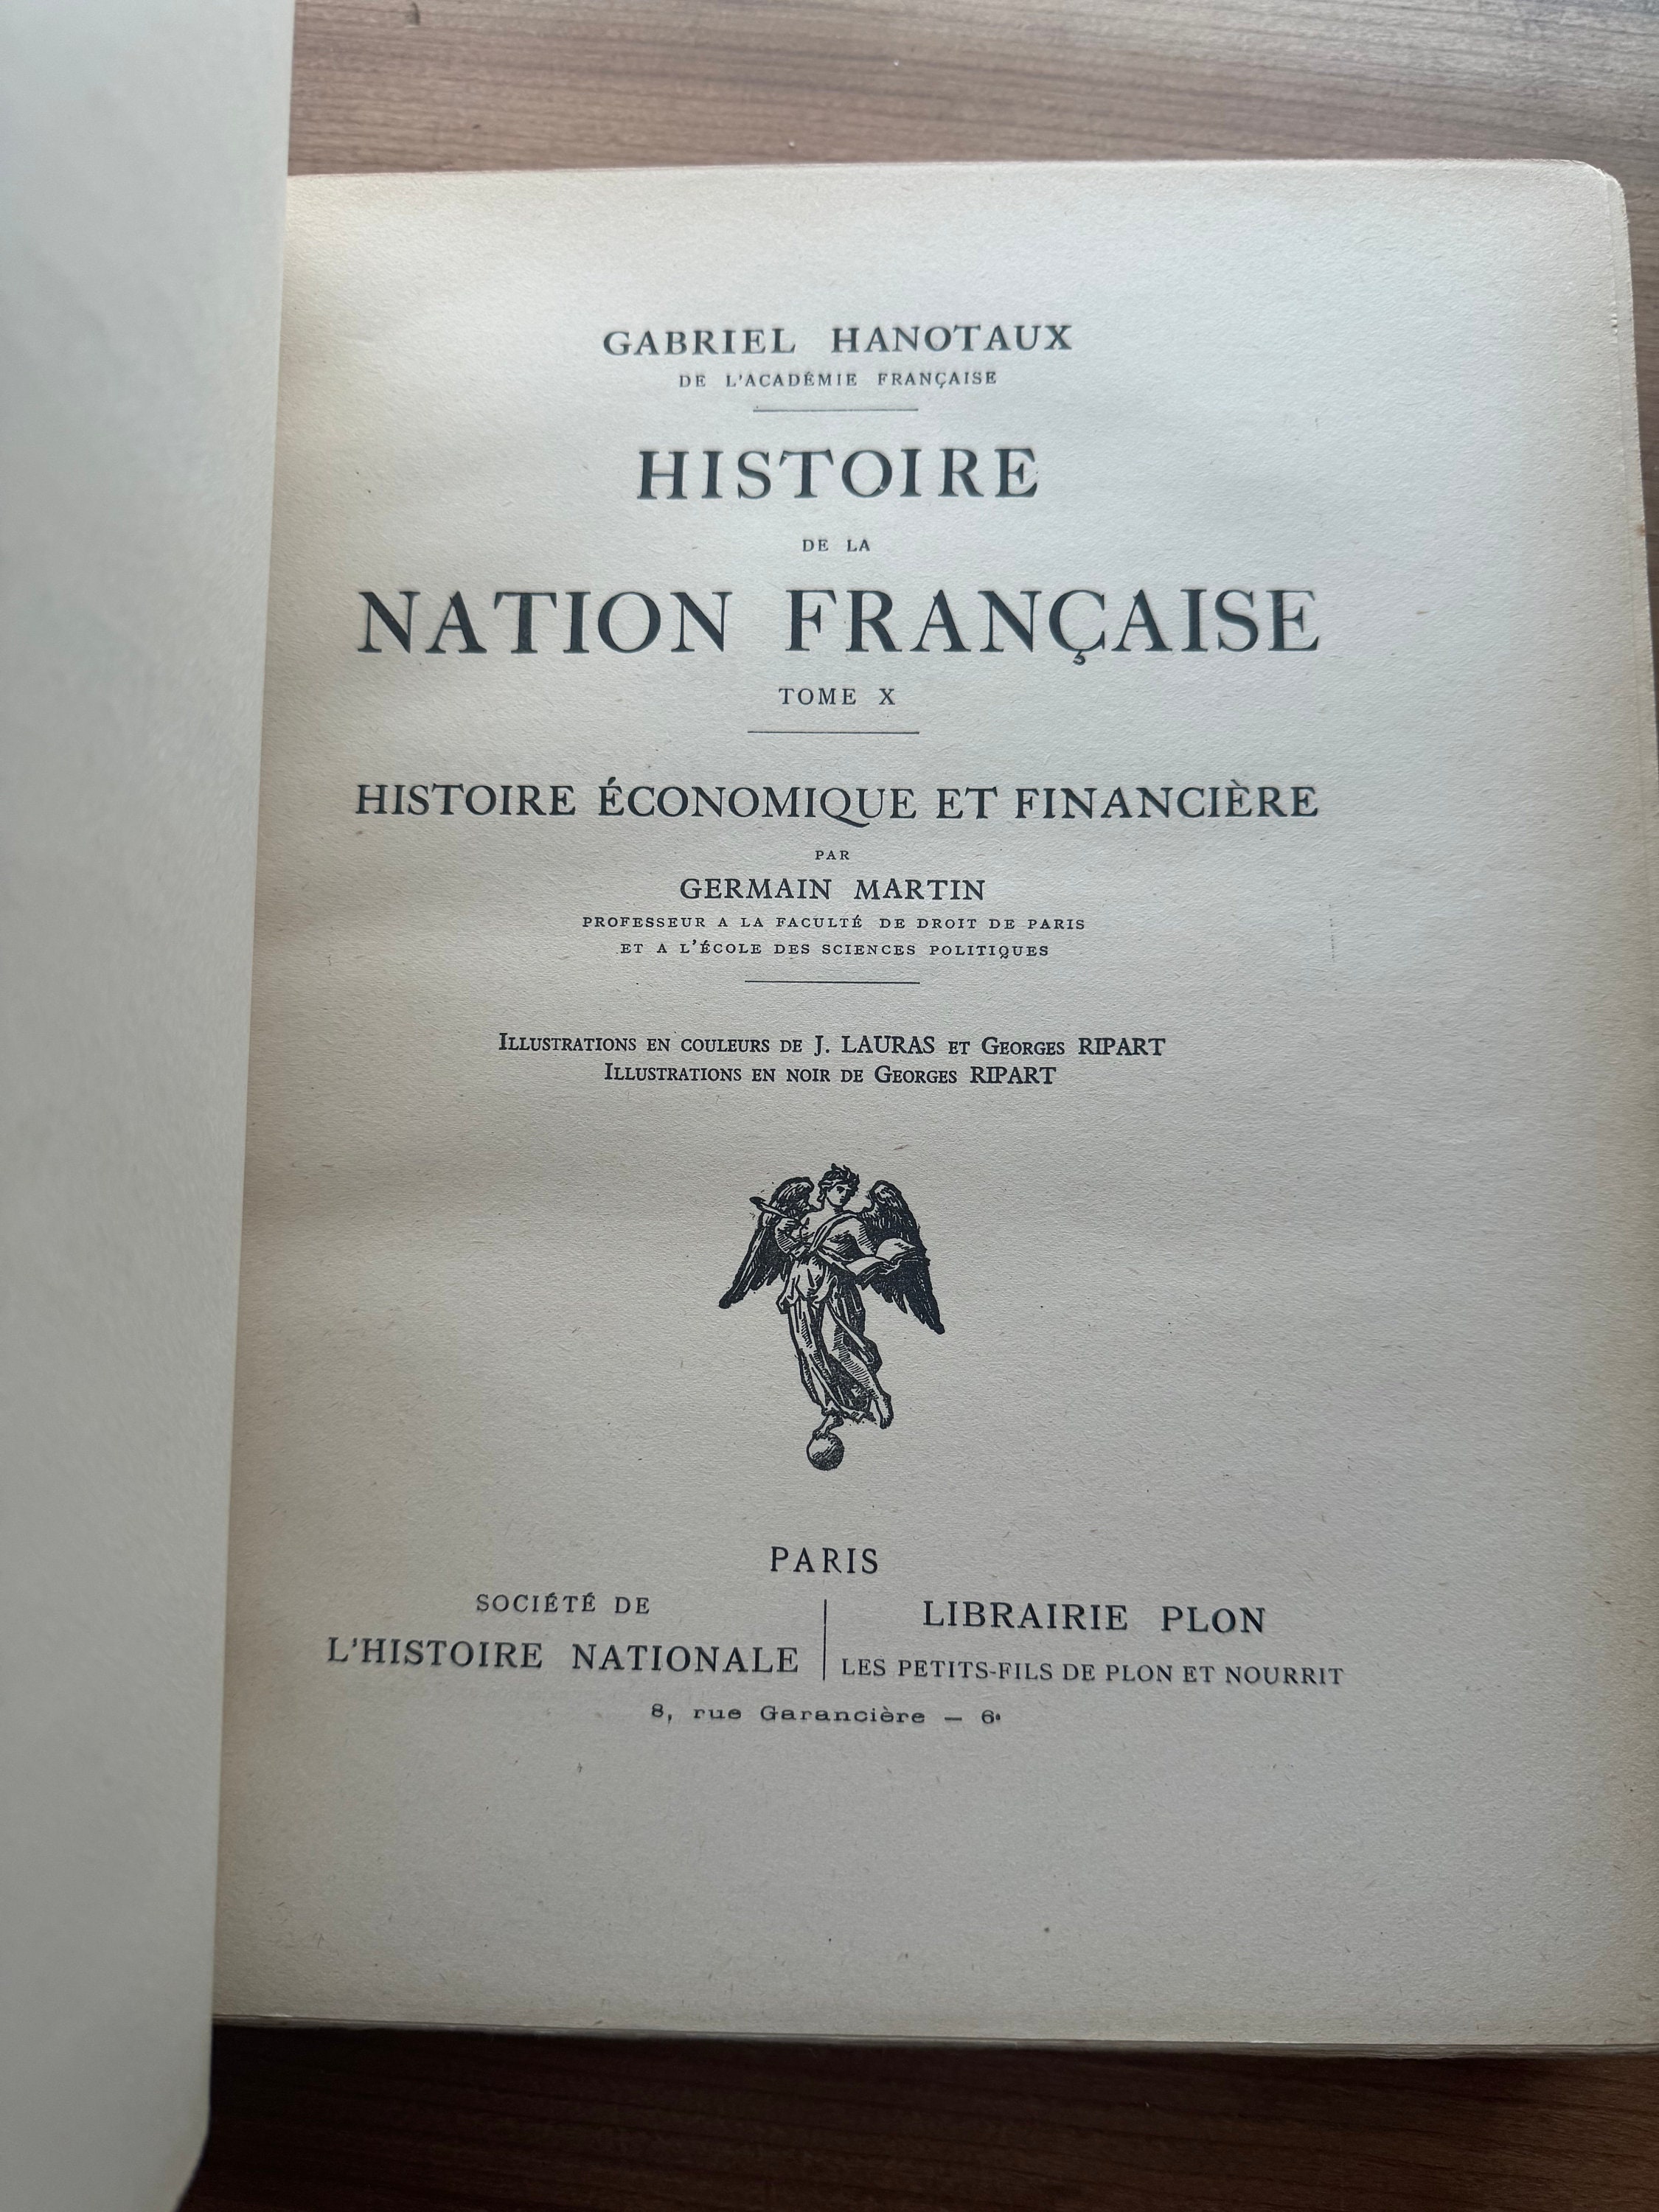 GABRIEL HANOTAUX
DE L'ACADÉMIE FRANÇAISE
HISTOIRE
DE LA
NATION FRANÇAISE
TOME X
HISTOIRE ÉCONOMIQUE ET FINANCIÈRE
PAR
GERMAIN MARTIN
PROFESSEUR A LA FACULTÉ DE DROIT DE PARIS
ET A L'ÉCOLE DES SCIENCES POLITIQUES
ILLUSTRATIONS EN COULEURS DE J. LAURAS ET GEORGES RIPART
ILLUSTRATIONS EN NOIR DE GEORGES RIPART
PARIS
SOCIÉTÉ DE
L'HISTOIRE NATIONALE
LIBRAIRIE PLON
LES PETITS-FILS DE PLON ET NOURRIT
8, rue Garancière — 6e